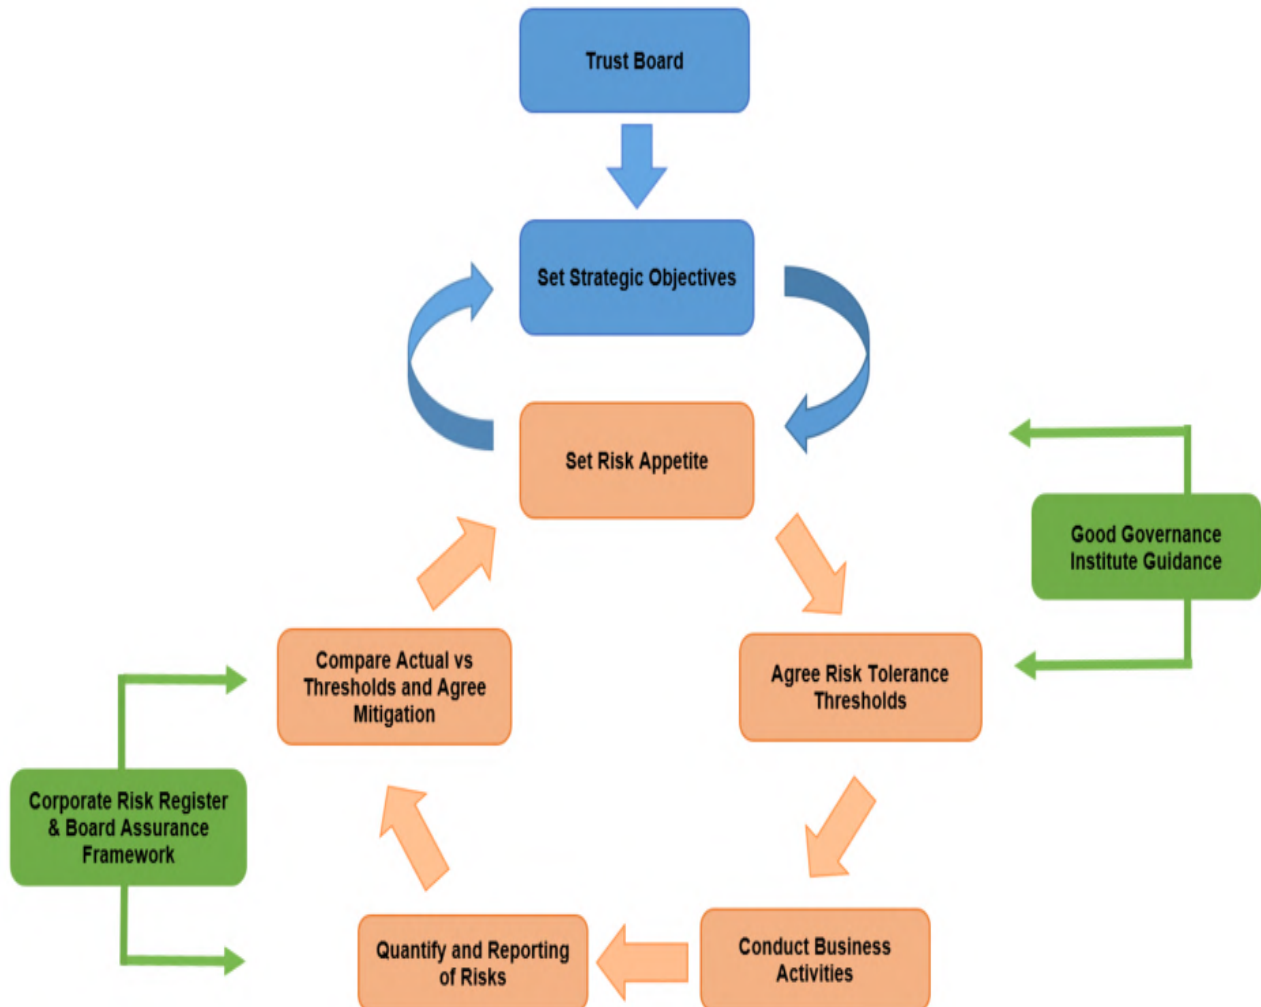 Trust Board
Set Strategic Objectives
Set Risk Appetite
Good Governance
Institute Guidance
Compare Actual vs
Thresholds and Agree
Mitigation
Agree Risk Tolerance
Thresholds
Corporate Risk Register
& Board Assurance
Framework
Quantify and Reporting
of Risks
Conduct Business
Activities